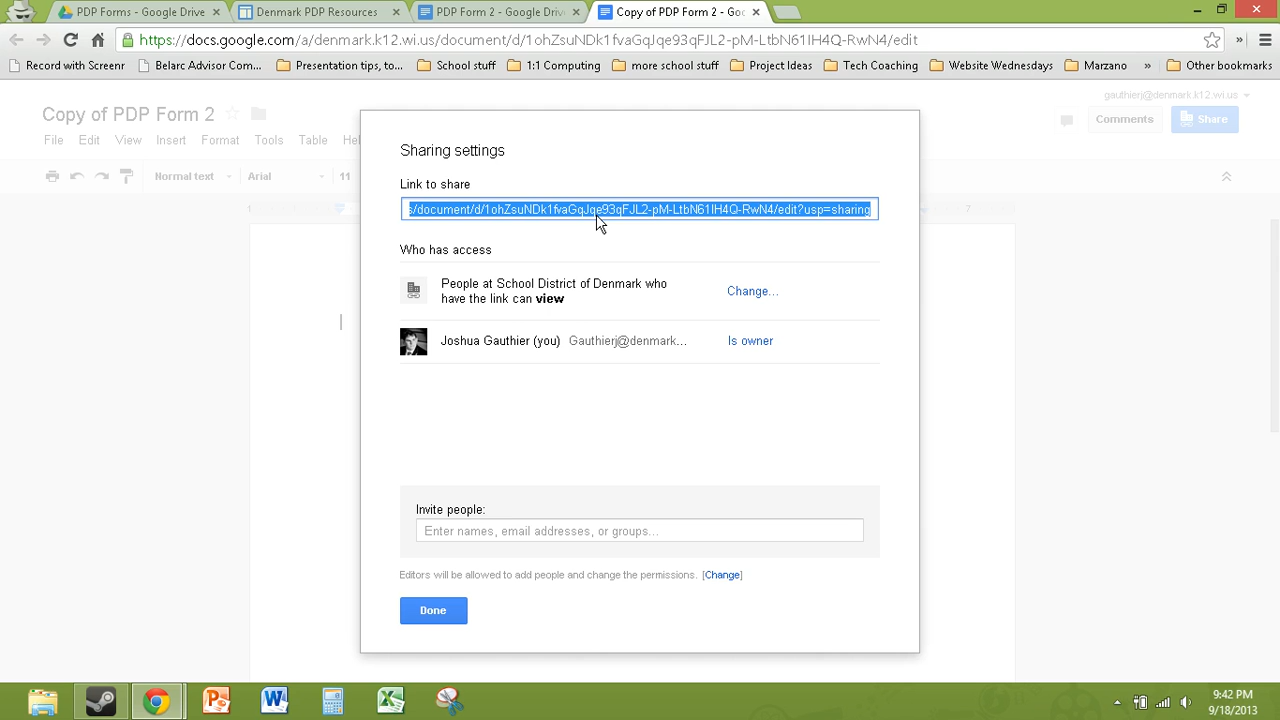 PDP Forms - Google Drive
Denmark PDP Resources
PDP Form 2 - Google Driv
Copy of PDP Form 2 - Goo
https://docs.google.com/a/denmark.k12.wi.us/document/d/1ohZsuNDk1fvaGqJqe93qFJL2-pM-LtbN61IH4Q-RwN4/edit
Record with Screenr
Belarc Advisor Com...
Presentation tips, to...
School stuff
1:1 Computing
more school stuff
Project Ideas
Tech Coaching
Website Wednesdays
Marzano
»
Other bookmarks
gauthierj@denmark.k12.wi.us
Copy of PDP Form 2
Comments
Share
File Edit View Insert Format Tools Table Hel
Normal text Arial 11
1 7
Sharing settings
Link to share
s/document/d/1ohZsuNDk1fvaGqJqe93qFJL2-pM-LtbN61IH4Q-RwN4/edit?usp=sharing
Who has access
People at School District of Denmark who
have the link can view
Change...
Joshua Gauthier (you) Gauthierj@denmark... Is owner
Invite people:
Enter names, email addresses, or groups...
Editors will be allowed to add people and change the permissions. [Change]
Done
9:42 PM
9/18/2013